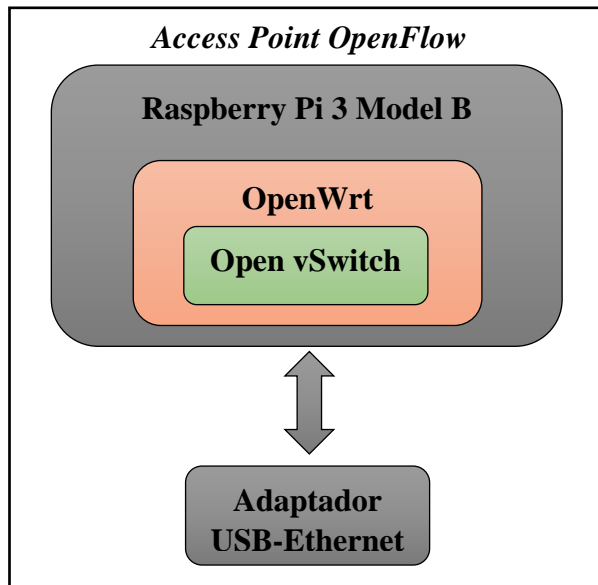 Access Point OpenFlow
Raspberry Pi 3 Model B
OpenWrt
Open vSwitch
Adaptador
USB-Ethernet